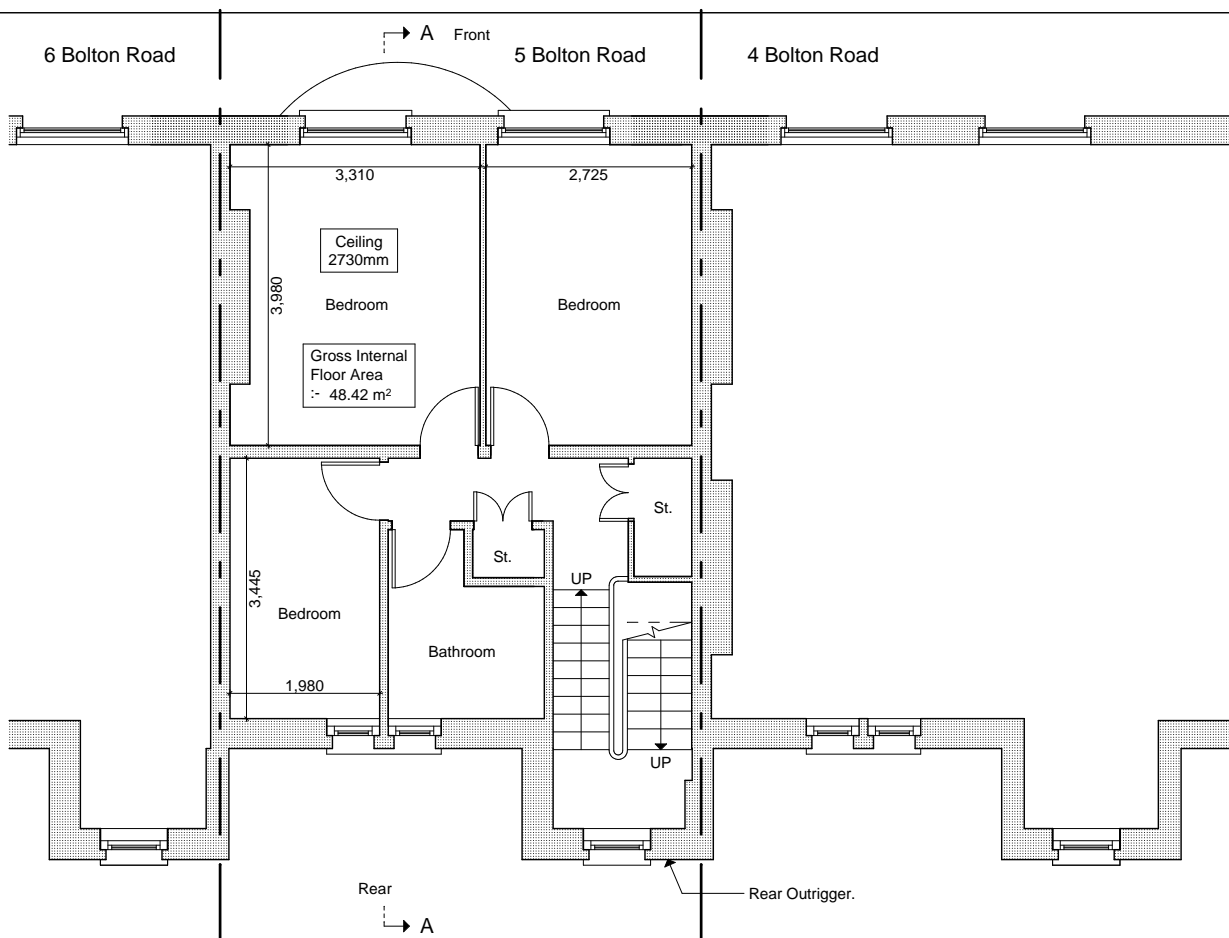 A Front
6 Bolton Road
5 Bolton Road
4 Bolton Road
3,310
2,725
Ceiling
2730mm
3,980
Bedroom
Bedroom
Gross Internal
Floor Area
:- 48.42 m²
St.
St.
UP
3,445
Bedroom
Bathroom
1,980
UP
Rear
Rear Outrigger.
A